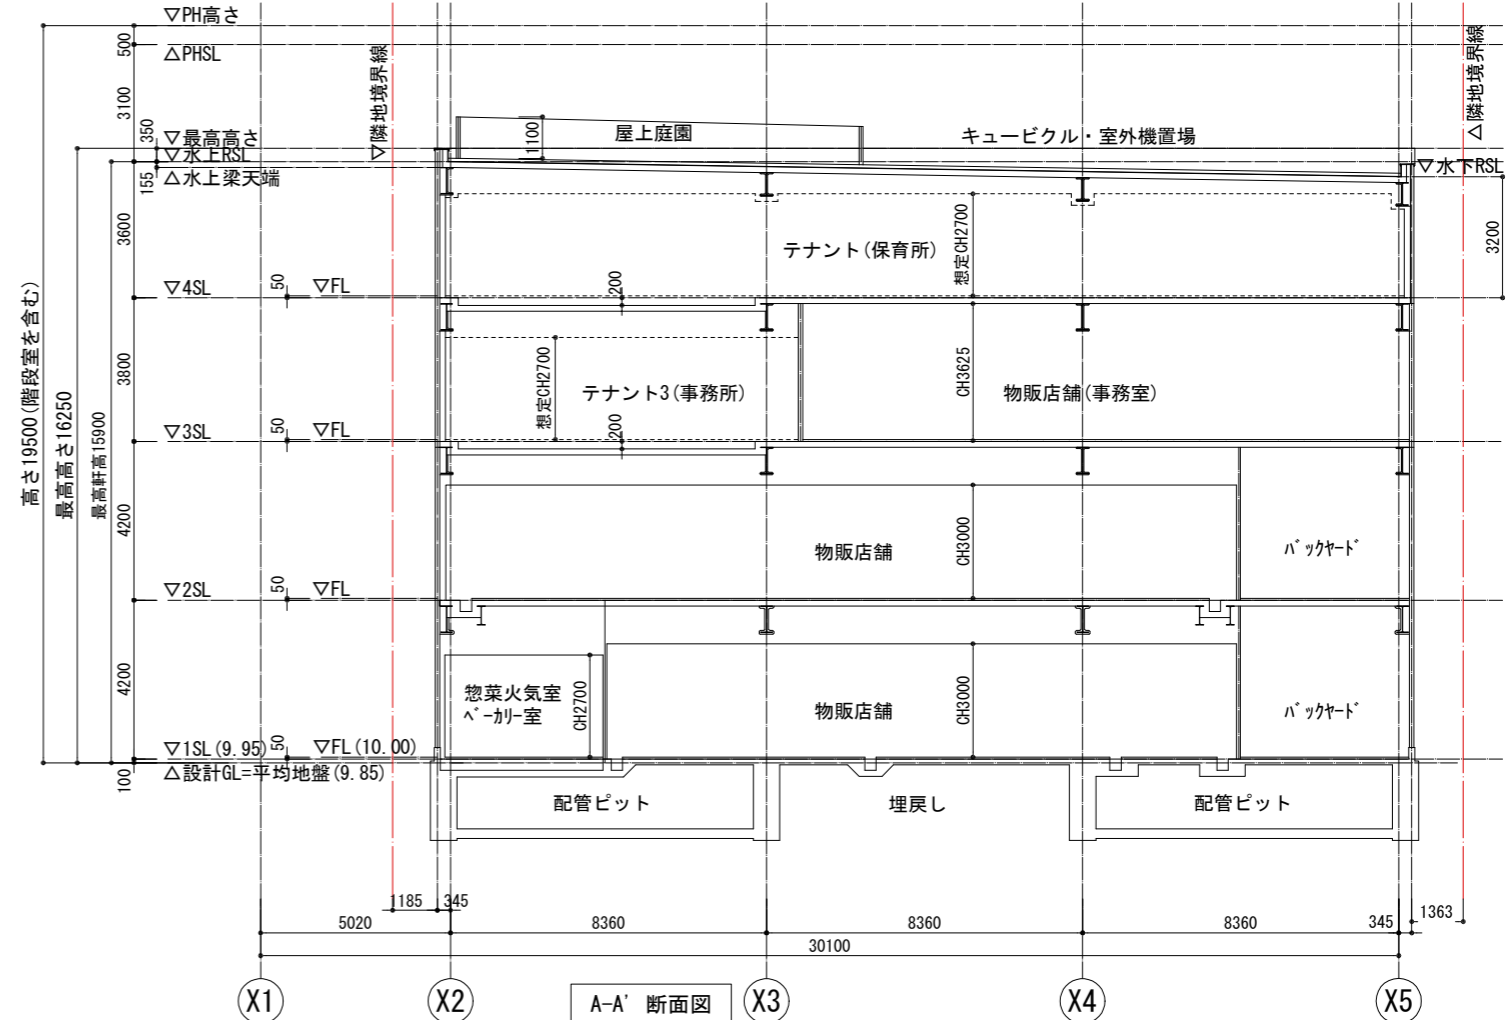 ▽PH高さ
500
△PHSL
▽隣地境界線
△隣地境界線
3100
350
▽最高高さ
▽水上RSL
1100
屋上庭園
キュービクル・室外機置場
▽水下RSL
155
△水上梁天端
3600
テナント(保育所)
想定CH2700
3200
▽4SL
50
▽FL
200
高さ19500(階段室を含む)
最高高さ16250
最高軒高15900
3800
想定CH2700
テナント3(事務所)
CH3625
物販店舗(事務室)
▽3SL
50
▽FL
200
4200
物販店舗
CH3000
バックヤード
▽2SL
50
▽FL
4200
惣菜火気室
ベーカリー室
CH2700
物販店舗
CH3000
バックヤード
▽1SL(9.95)
50
▽FL(10.00)
△設計GL=平均地盤(9.85)
100
配管ピット
埋戻し
配管ピット
1185
345
1363
5020
8360
8360
8360
345
30100
X1
X2
A-A' 断面図
X3
X4
X5